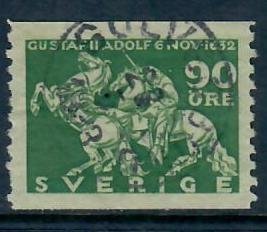 GUSTAF II ADOLF 6 NOV. 1632
90
ÖRE
SVERIGE